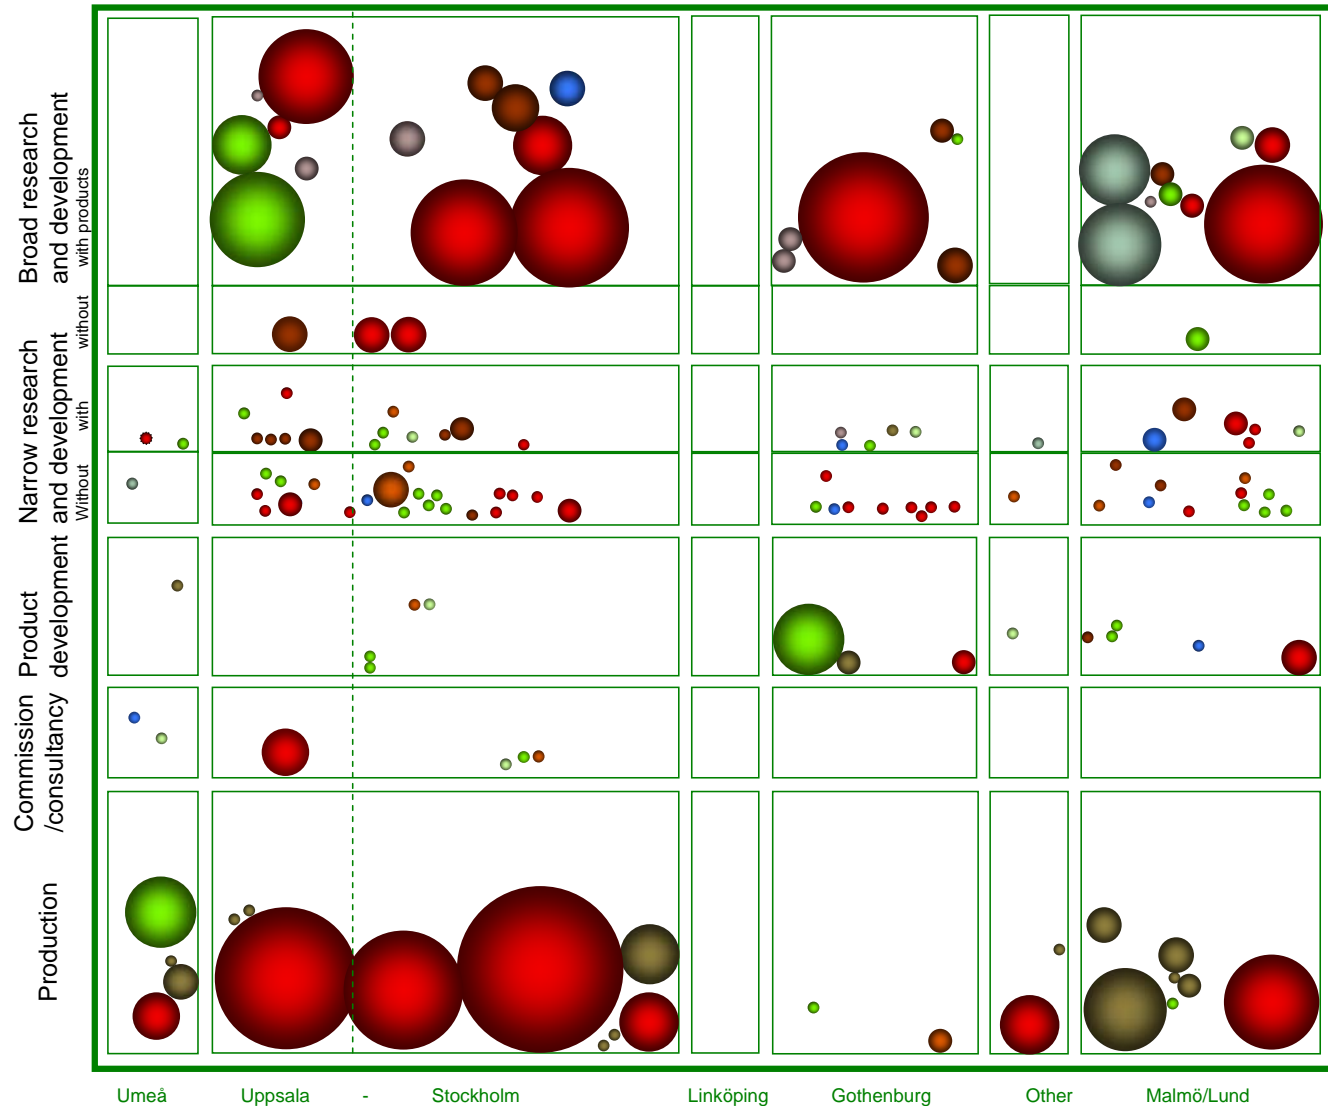 Broad research
and development
with products
without
Narrow research
and development
with
Without
Product
development
Commission
/consultancy
Production
Umeå
Uppsala - Stockholm
Linköping
Gothenburg
Other
Malmö/Lund